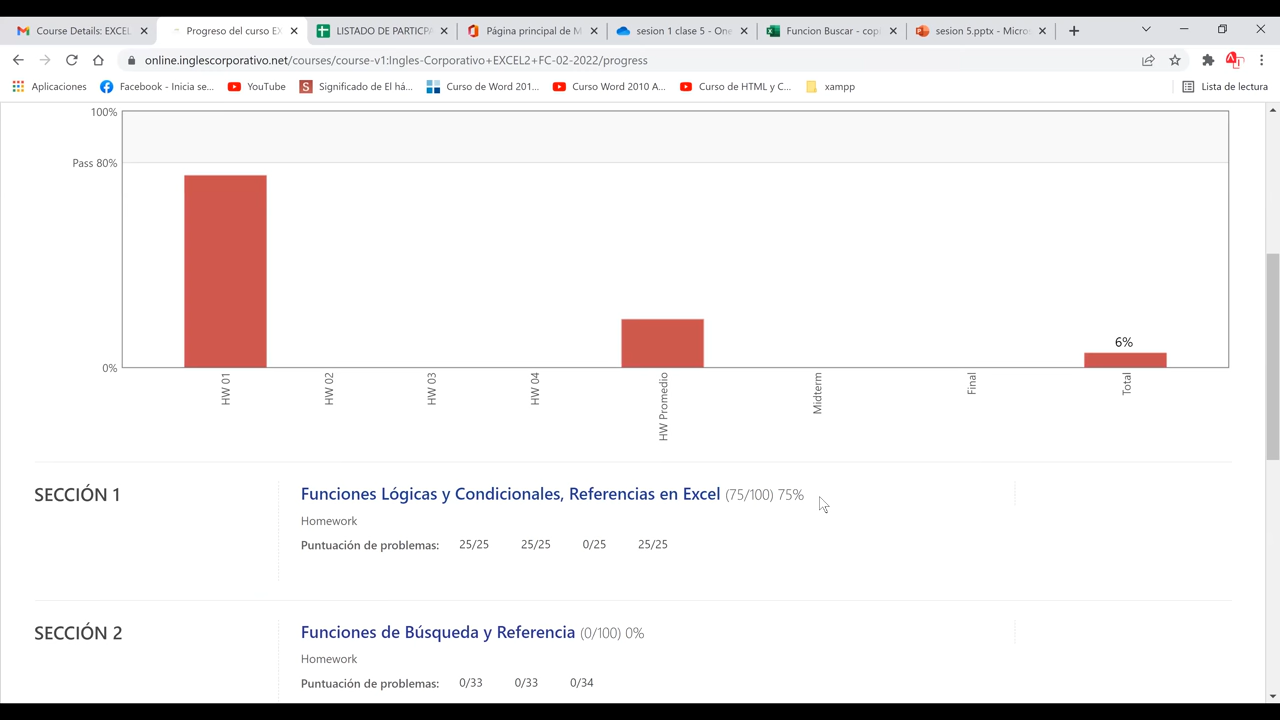 Course Details: EXCEL
Progreso del curso EX
LISTADO DE PARTICPA
Página principal de M
sesion 1 clase 5 - One
Funcion Buscar - copi
sesion 5.pptx - Micros
online.inglescorporativo.net/courses/course-v1:Ingles-Corporativo+EXCEL2+FC-02-2022/progress
Aplicaciones
Facebook - Inicia se...
YouTube
Significado de El há...
Curso de Word 201...
Curso Word 2010 A...
Curso de HTML y C...
xampp
Lista de lectura
100%
Pass 80%
6%
0%
HW 01
HW 02
HW 03
HW 04
HW Promedio
Midterm
Final
Total
SECCIÓN 1
Funciones Lógicas y Condicionales, Referencias en Excel (75/100) 75%
Homework
Puntuación de problemas: 25/25 25/25 0/25 25/25
SECCIÓN 2
Funciones de Búsqueda y Referencia (0/100) 0%
Homework
Puntuación de problemas: 0/33 0/33 0/34